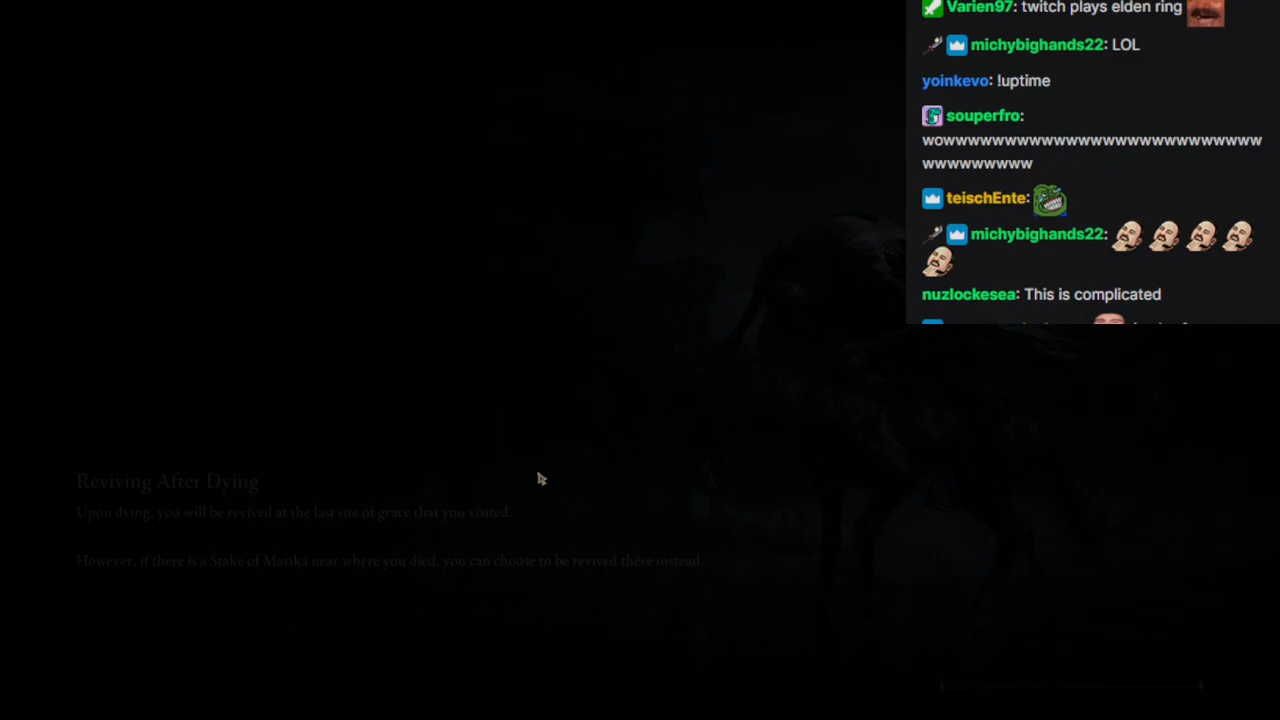 Varien97: twitch plays elden ring
michybighands22: LOL
yoinkevo: !uptime
souperfro:
wowwwwwwwwwwwwwwwwwwwwwwwwww
wwwwwwwww
teischEnte:
michybighands22:
nuzlockesea: This is complicated
Reviving After Dying
Upon dying, you will be revived at the last site of grace that you visited.
However, if there is a Stake of Marika near where you died, you can choose to be revived there instead.